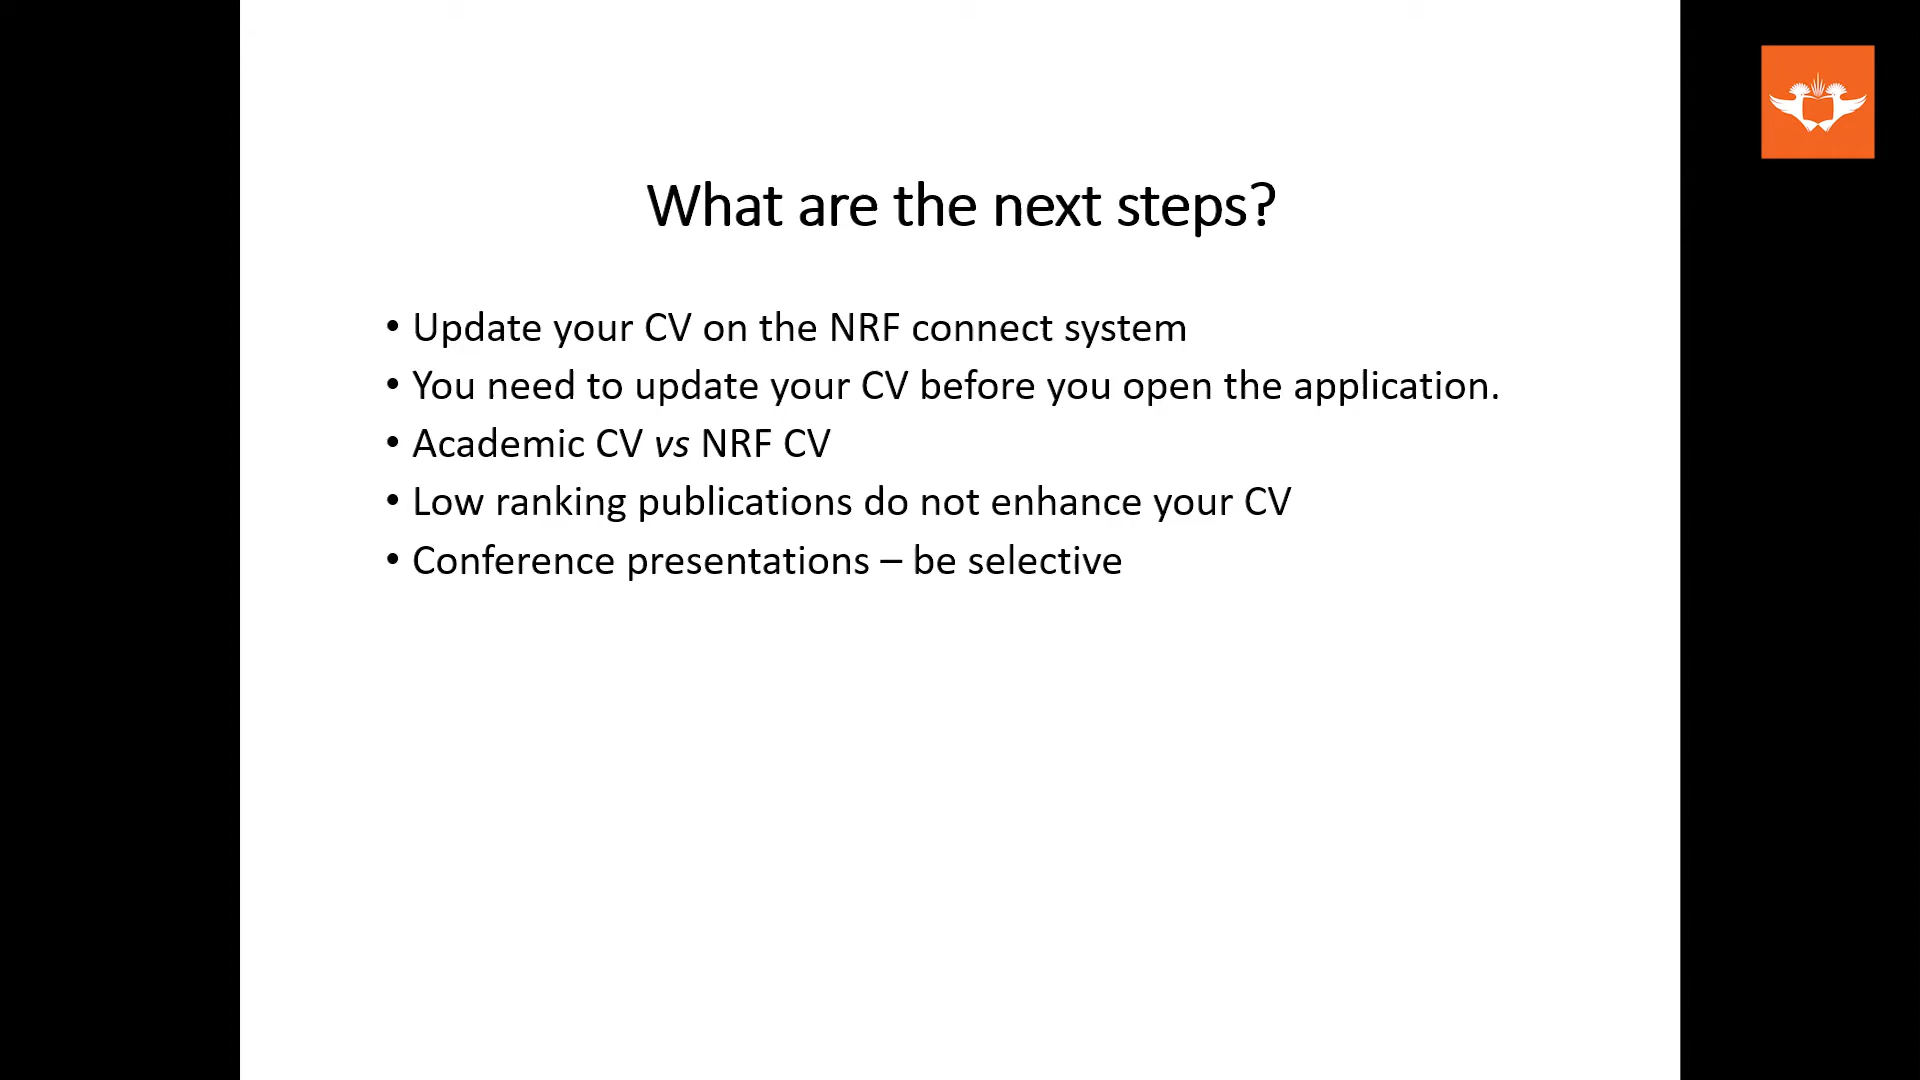 What are the next steps?
• Update your CV on the NRF connect system
• You need to update your CV before you open the application.
• Academic CV vs NRF CV
• Low ranking publications do not enhance your CV
• Conference presentations – be selective